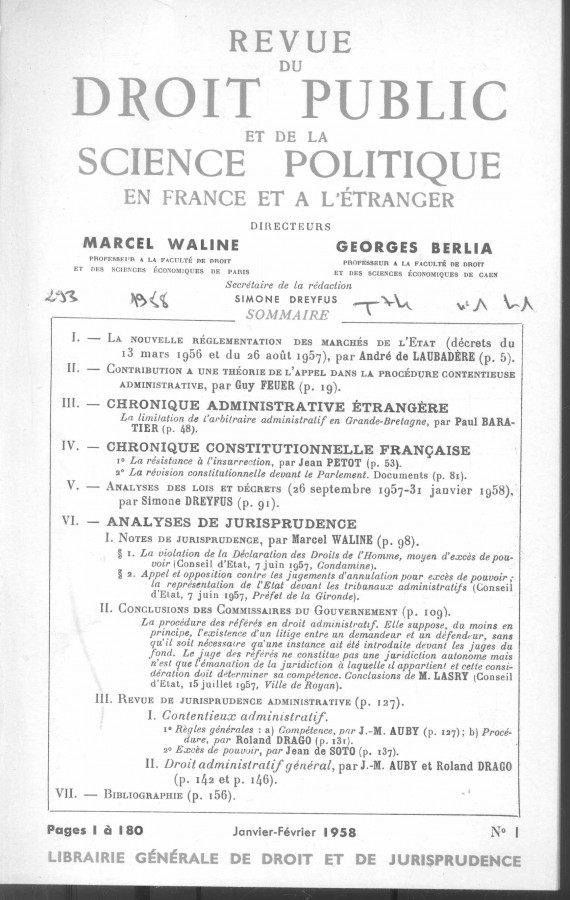 REVUE
DU
DROIT PUBLIC
ET DE LA
SCIENCE POLITIQUE
EN FRANCE ET A L'ÉTRANGER
DIRECTEURS
MARCEL WALINE
PROFESSEUR A LA FACULTÉ DE DROIT
ET DES SCIENCES ÉCONOMIQUES DE PARIS
GEORGES BERLIA
PROFESSEUR A LA FACULTÉ DE DROIT
ET DES SCIENCES ÉCONOMIQUES DE CAEN
Secrétaire de la rédaction
SIMONE DREYFUS
293 1958 T74 n°1
SOMMAIRE
I. — LA NOUVELLE RÉGLEMENTATION DES MARCHÉS DE L'ETAT (décrets du
13 mars 1956 et du 26 août 1957), par André de LAUBADÈRE (p. 5).
II. — CONTRIBUTION A UNE THÉORIE DE L'APPEL DANS LA PROCÉDURE CONTENTIEUSE
ADMINISTRATIVE, par Guy FEUER (p. 19).
III. — CHRONIQUE ADMINISTRATIVE ÉTRANGÈRE
La limitation de l'arbitraire administratif en Grande-Bretagne, par Paul BARA-
TIER (p. 48).
IV. — CHRONIQUE CONSTITUTIONNELLE FRANÇAISE
1° La résistance à l'insurrection, par Jean PETOT (p. 53).
2° La révision constitutionnelle devant le Parlement. Documents (p. 81).
V. — ANALYSES DES LOIS ET DÉCRETS (26 septembre 1957-31 janvier 1958),
par Simone DREYFUS (p. 91).
VI. — ANALYSES DE JURISPRUDENCE
I. NOTES DE JURISPRUDENCE, par Marcel WALINE (p. 98).
§ 1. La violation de la Déclaration des Droits de l'Homme, moyen d'excès de pou-
voir (Conseil d'Etat, 7 juin 1957, Condamine).
§ 2. Appel et opposition contre les jugements d'annulation pour excès de pouvoir ;
la représentation de l'Etat devant les tribunaux administratifs (Conseil
d'Etat, 7 juin 1957, Préfet de la Gironde).
II. CONCLUSIONS DES COMMISSAIRES DU GOUVERNEMENT (p. 109).
La procédure des référés en droit administratif. Elle suppose, du moins en
principe, l'existence d'un litige entre un demandeur et un défendeur, sans
qu'il soit nécessaire qu'une instance ait été introduite devant les juges du
fond. Le juge des référés ne constitue pas une juridiction autonome mais
n'est que l'émanation de la juridiction à laquelle il appartient et cette consi-
dération doit déterminer sa compétence. Conclusions de M. LASRY (Conseil
d'Etat, 15 juillet 1957, Ville de Royan).
III. REVUE DE JURISPRUDENCE ADMINISTRATIVE (p. 127).
I. Contentieux administratif.
1° Règles générales : a) Compétence, par J.-M. AUBY (p. 127); b) Procé-
dure, par Roland DRAGO (p. 131).
2° Excès de pouvoir, par Jean de SOTO (p. 137).
II. Droit administratif général, par J.-M. AUBY et Roland DRAGO
(p. 142 et p. 146).
VII. — BIBLIOGRAPHIE (p. 156).
Pages 1 à 180 Janvier-Février 1958 N° 1
LIBRAIRIE GÉNÉRALE DE DROIT ET DE JURISPRUDENCE